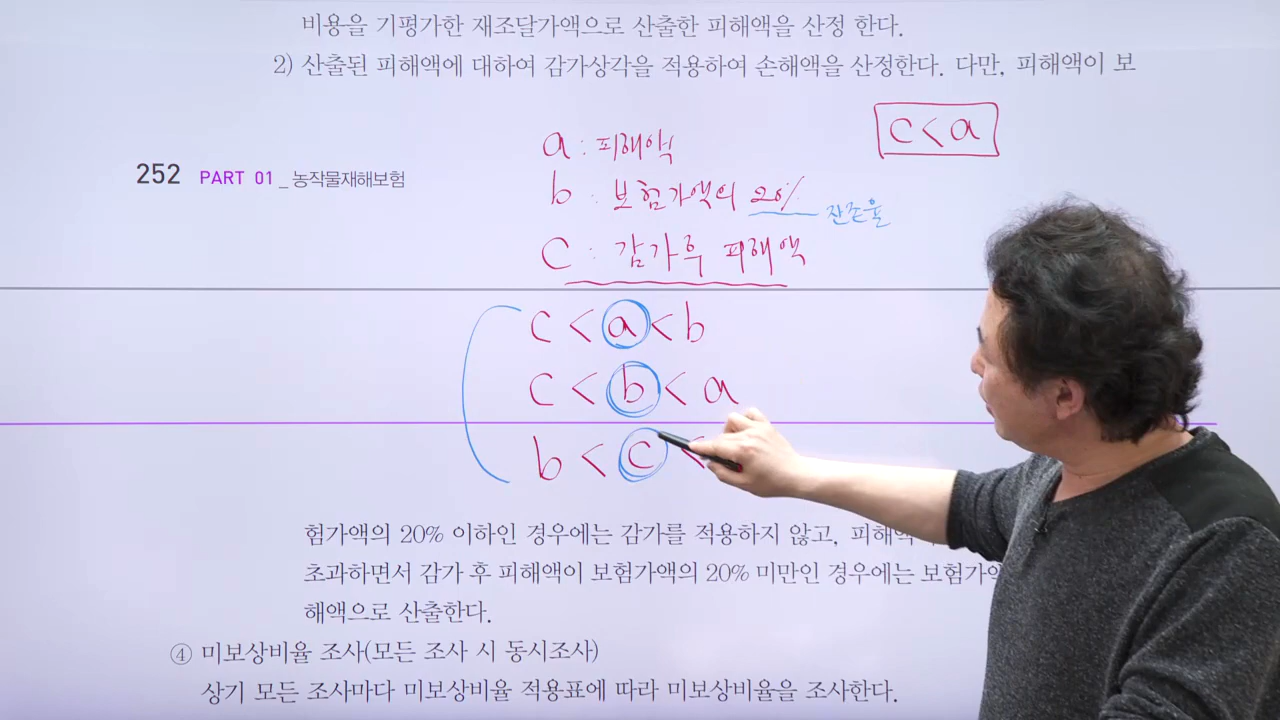 비용을 기평가한 재조달가액으로 산출한 피해액을 산정 한다.
2) 산출된 피해액에 대하여 감가상각을 적용하여 손해액을 산정한다. 다만, 피해액이 보
c < a
a : 피해액
252 PART 01 _ 농작물재해보험
b : 보험가액의 20%
잔존율
c : 감가후 피해액
c < a < b
c < b < a
b < c <
험가액의 20% 이하인 경우에는 감가를 적용하지 않고, 피해액
초과하면서 감가 후 피해액이 보험가액의 20% 미만인 경우에는 보험가액
해액으로 산출한다.
④ 미보상비율 조사(모든 조사 시 동시조사)
상기 모든 조사마다 미보상비율 적용표에 따라 미보상비율을 조사한다.